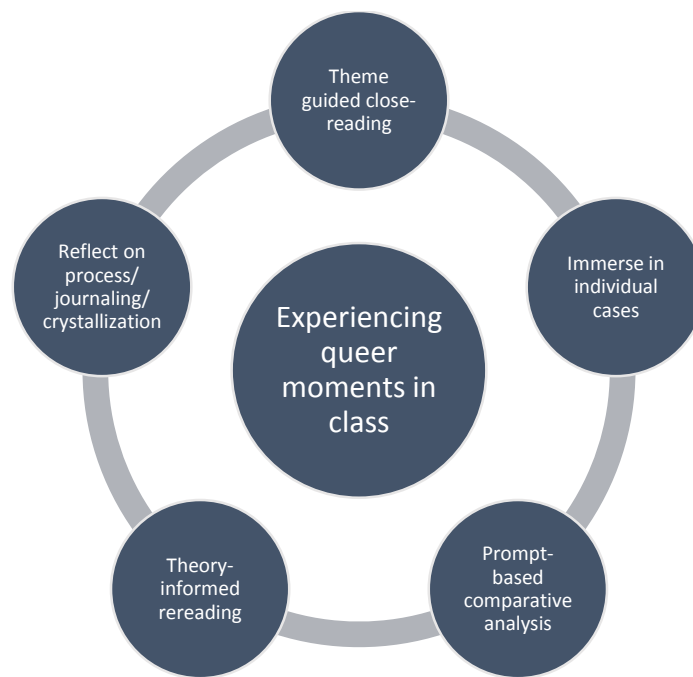 Theme
guided close-
reading
Immerse in
individual
cases
Prompt-
based
comparative
analysis
Theory-
informed
rereading
Reflect on
process/
journaling/
crystallization
Experiencing
queer
moments in
class